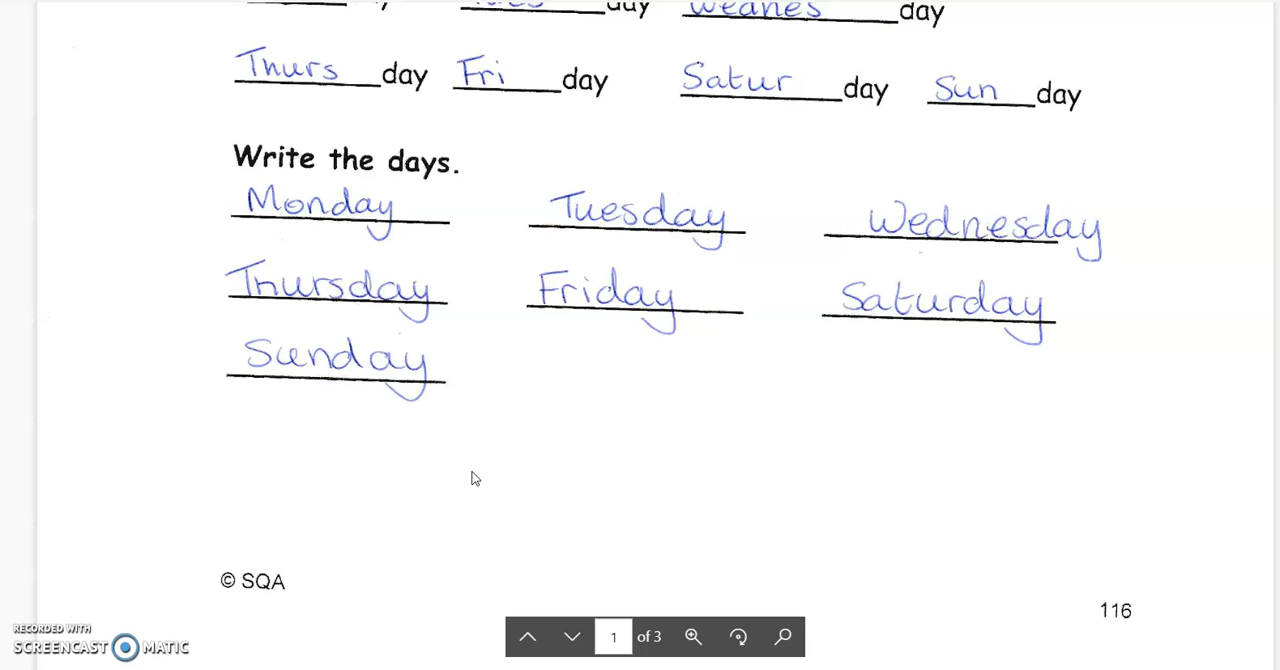 day Wednes day
Thurs day Fri day Satur day Sun day
Write the days.
Monday Tuesday Wednesday
Thursday Friday Saturday
Sunday
© SQA
116
RECORDED WITH
SCREENCAST MATIC
1 of 3